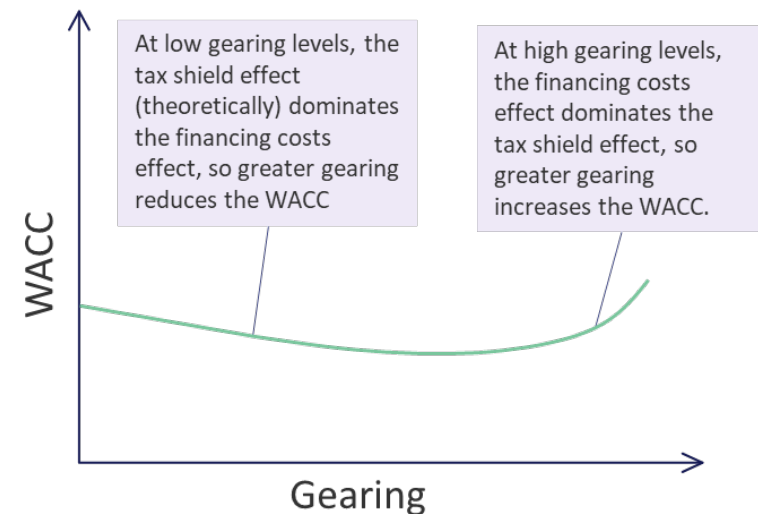 At low gearing levels, the
tax shield effect
(theoretically) dominates
the financing costs
effect, so greater gearing
reduces the WACC
At high gearing levels,
the financing costs
effect dominates the
tax shield effect, so
greater gearing
increases the WACC.
WACC
Gearing